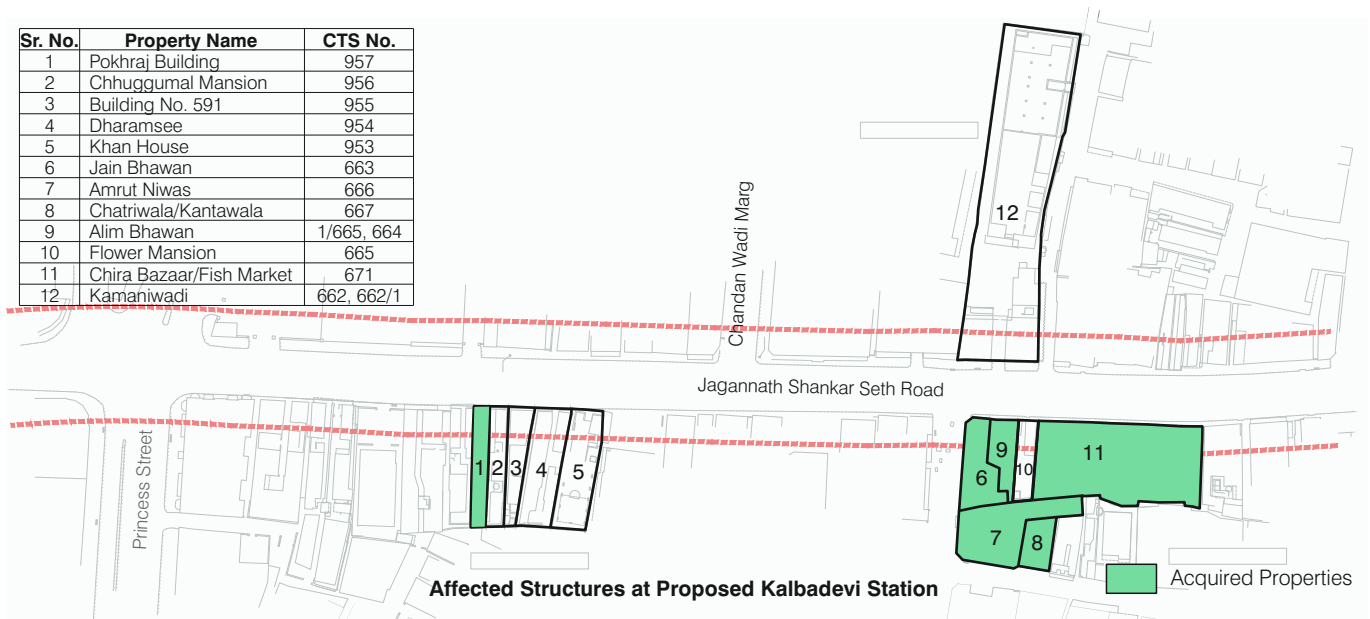 Sr. No. Property Name CTS No.
1 Pokhraj Building 957
2 Chhuggumal Mansion 956
3 Building No. 591 955
4 Dharamsee 954
5 Khan House 953
6 Jain Bhawan 663
7 Amrut Niwas 666
8 Chatriwala/Kantawala 667
9 Alim Bhawan 1/665, 664
10 Flower Mansion 665
11 Chira Bazaar/Fish Market 671
12 Kamaniwadi 662, 662/1
12
Chandan Wadi Marg
Jagannath Shankar Seth Road
Princess Street
1 2 3 4 5
9 10 11
6
7 8
Affected Structures at Proposed Kalbadevi Station
Acquired Properties